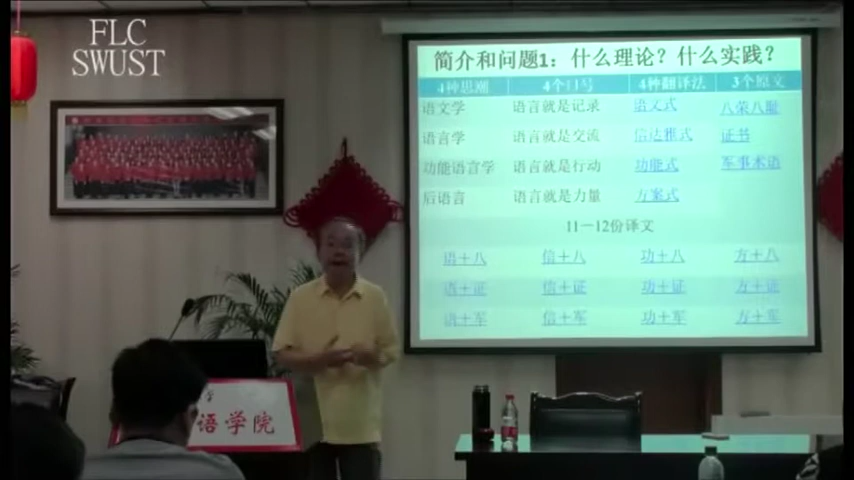 FLC
SWUST
简介和问题1：什么理论？什么实践？
4种思潮 4个口号 4种翻译法 3个原文
语文学 语言就是记录 语义式 八荣八耻
语言学 语言就是交流 信达雅式 证书
功能语言学 语言就是行动 功能式 军事术语
后语言 语言就是力量 方案式
11－12份译文
语＋八 信＋八 功＋八 方＋八
语＋证 信＋证 功＋证 方＋证
语＋军 信＋军 功＋军 方＋军
语学院